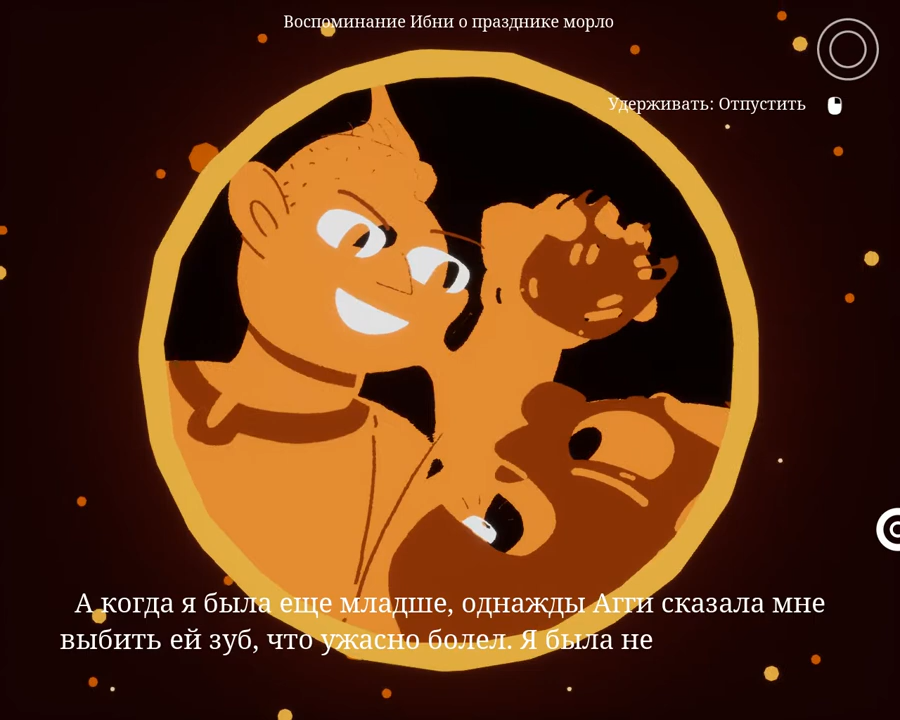 Воспоминание Ибни о празднике морло
Удерживать: Отпустить
А когда я была еще младше, однажды Агги сказала мне
выбить ей зуб, что ужасно болел. Я была не